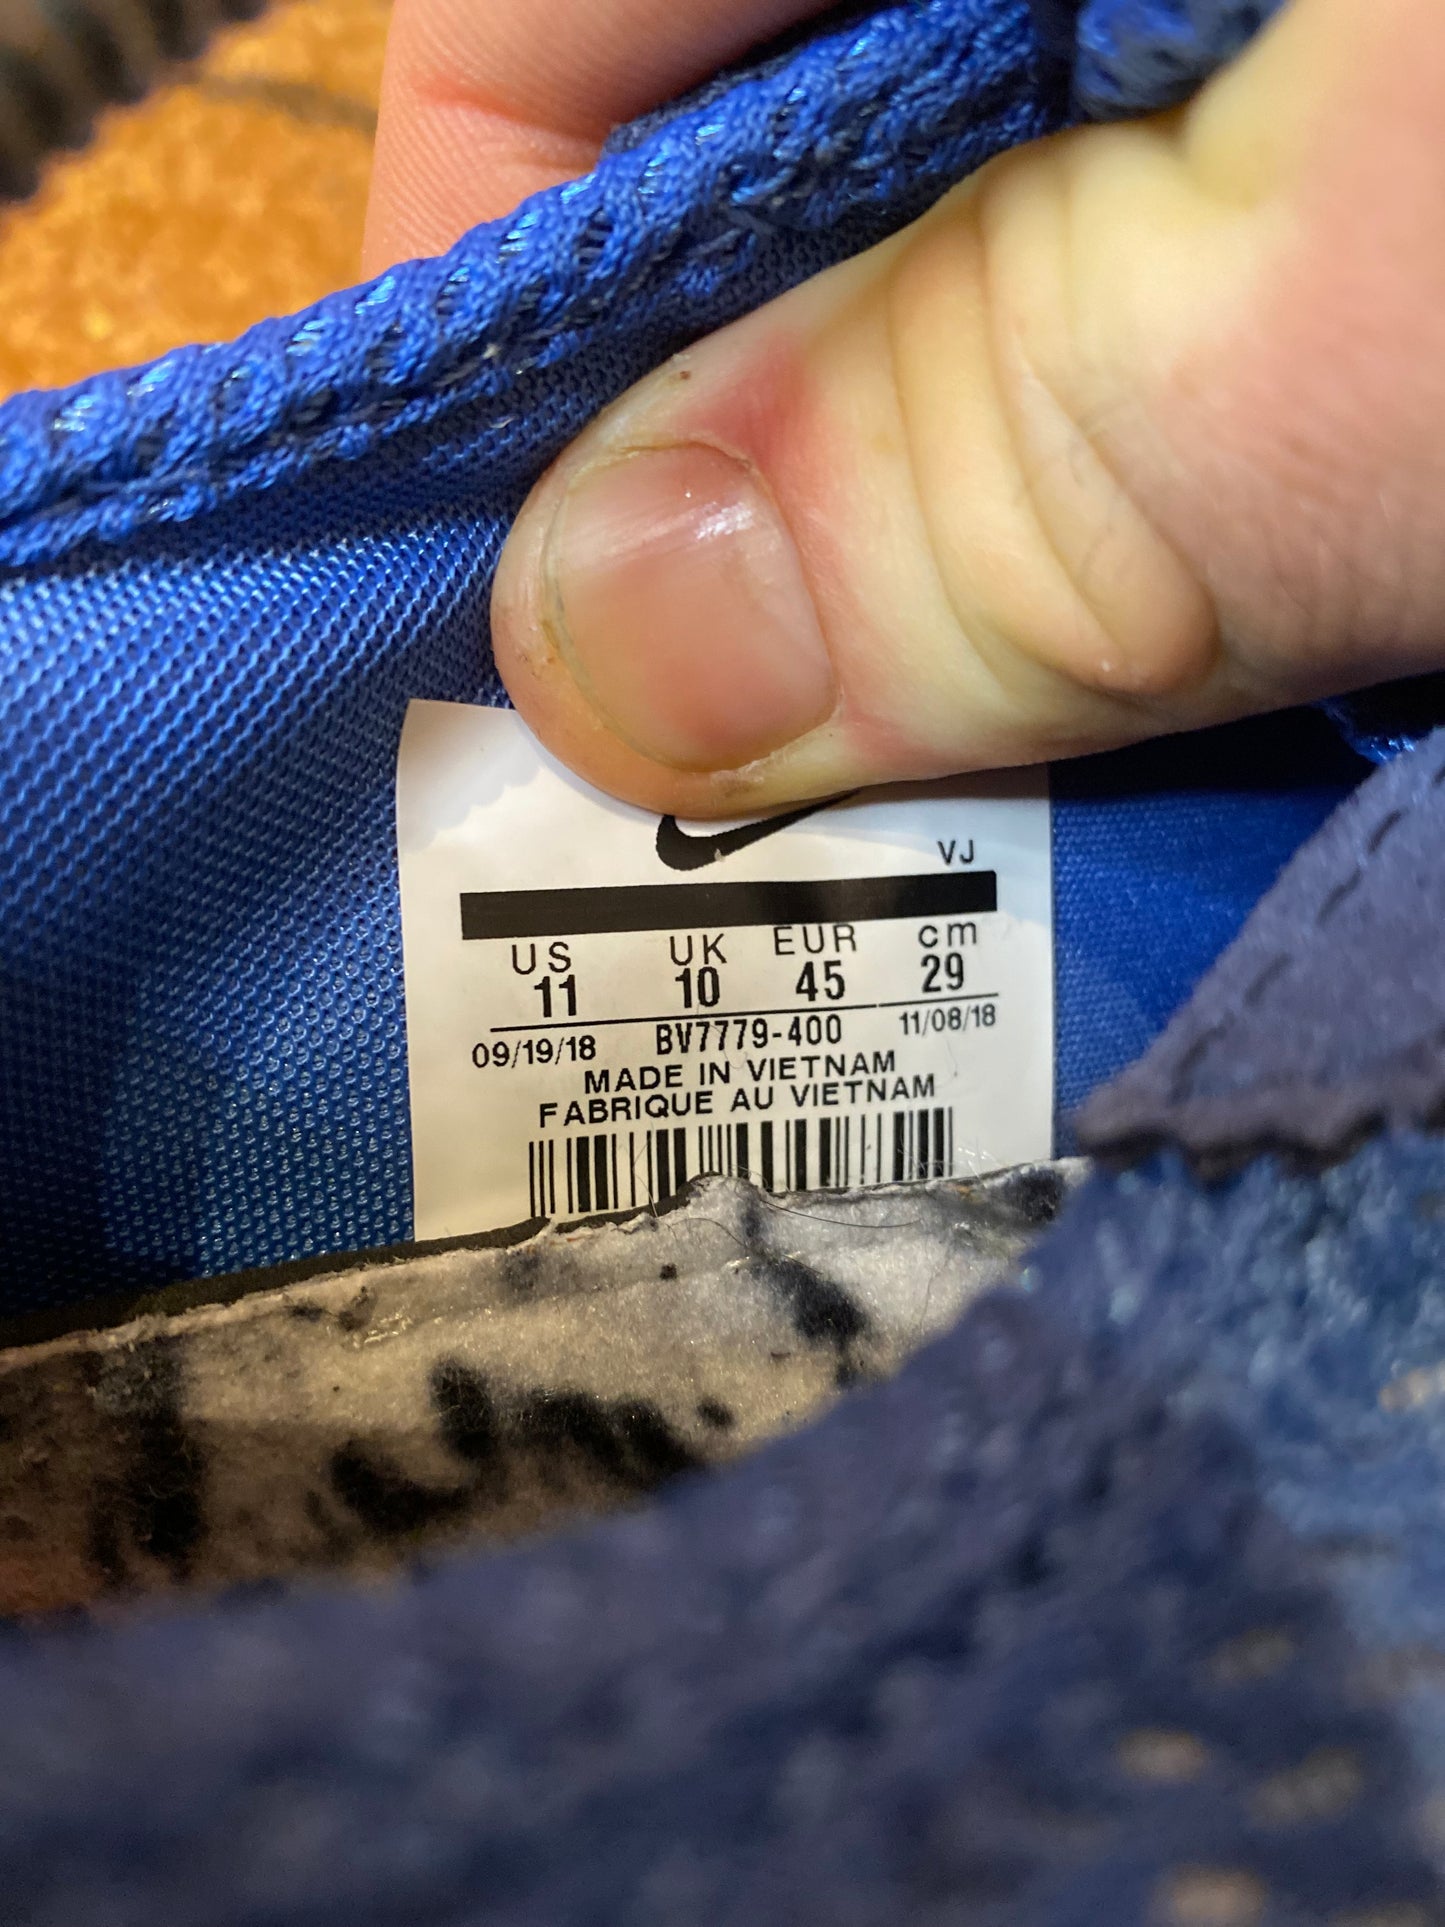 VJ
US UK EUR cm
11 10 45 29
09/19/18 BV7779-400 11/08/18
MADE IN VIETNAM
FABRIQUE AU VIETNAM